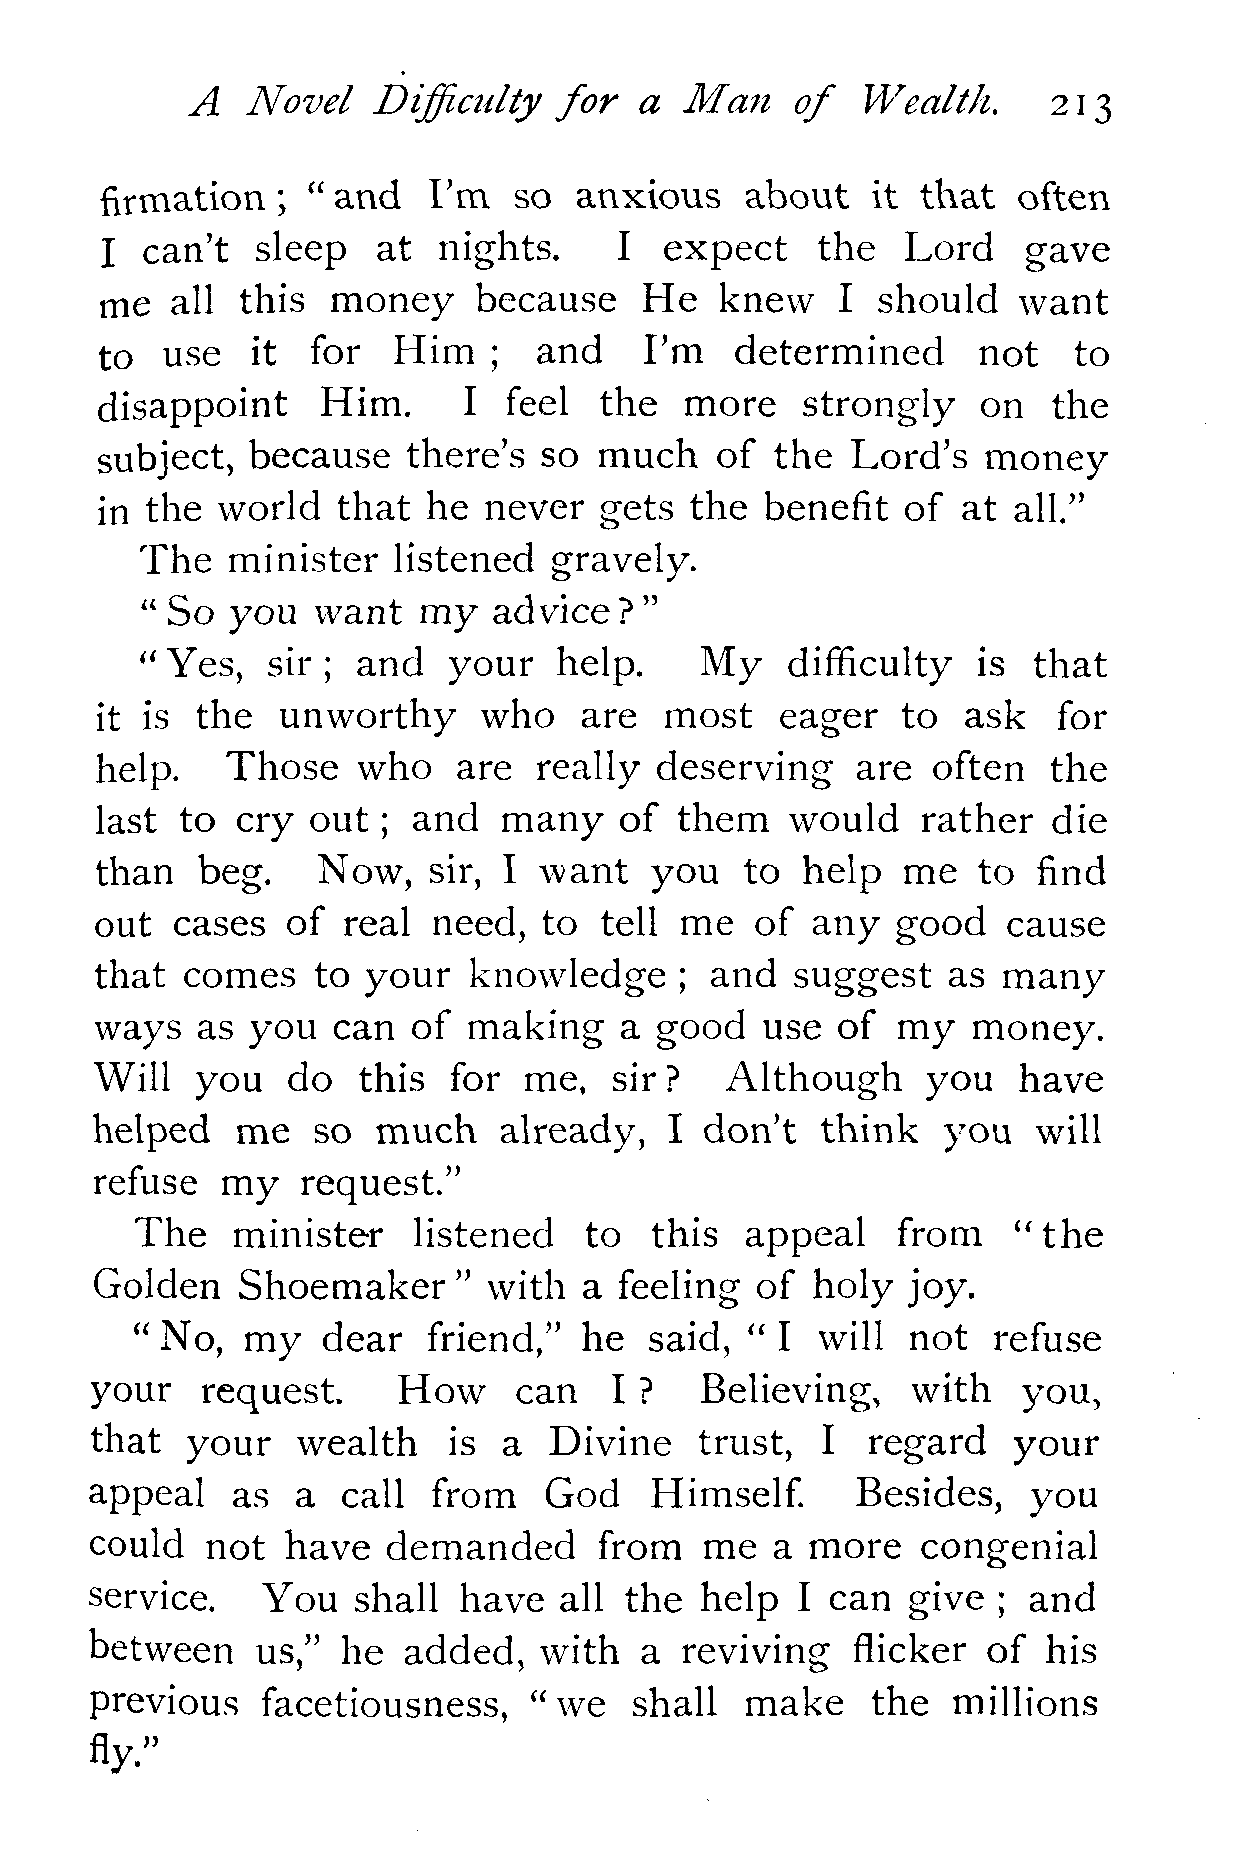 A Novel Difficulty for a Man of Wealth. 213
firmation ; " and I'm so anxious about it that often
I can't sleep at nights. I expect the Lord gave
me all this money because He knew I should want
to use it for Him ; and I'm determined not to
disappoint Him. I feel the more strongly on the
subject, because there's so much of the Lord's money
in the world that he never gets the benefit of at all."
The minister listened gravely.
" So you want my advice ? "
" Yes, sir ; and your help. My difficulty is that
it is the unworthy who are most eager to ask for
help. Those who are really deserving are often the
last to cry out ; and many of them would rather die
than beg. Now, sir, I want you to help me to find
out cases of real need, to tell me of any good cause
that comes to your knowledge ; and suggest as many
ways as you can of making a good use of my money.
Will you do this for me, sir ? Although you have
helped me so much already, I don't think you will
refuse my request."
The minister listened to this appeal from " the
Golden Shoemaker " with a feeling of holy joy.
" No, my dear friend," he said, " I will not refuse
your request. How can I ? Believing, with you,
that your wealth is a Divine trust, I regard your
appeal as a call from God Himself. Besides, you
could not have demanded from me a more congenial
service. You shall have all the help I can give ; and
between us," he added, with a reviving flicker of his
previous facetiousness, " we shall make the millions
fly."